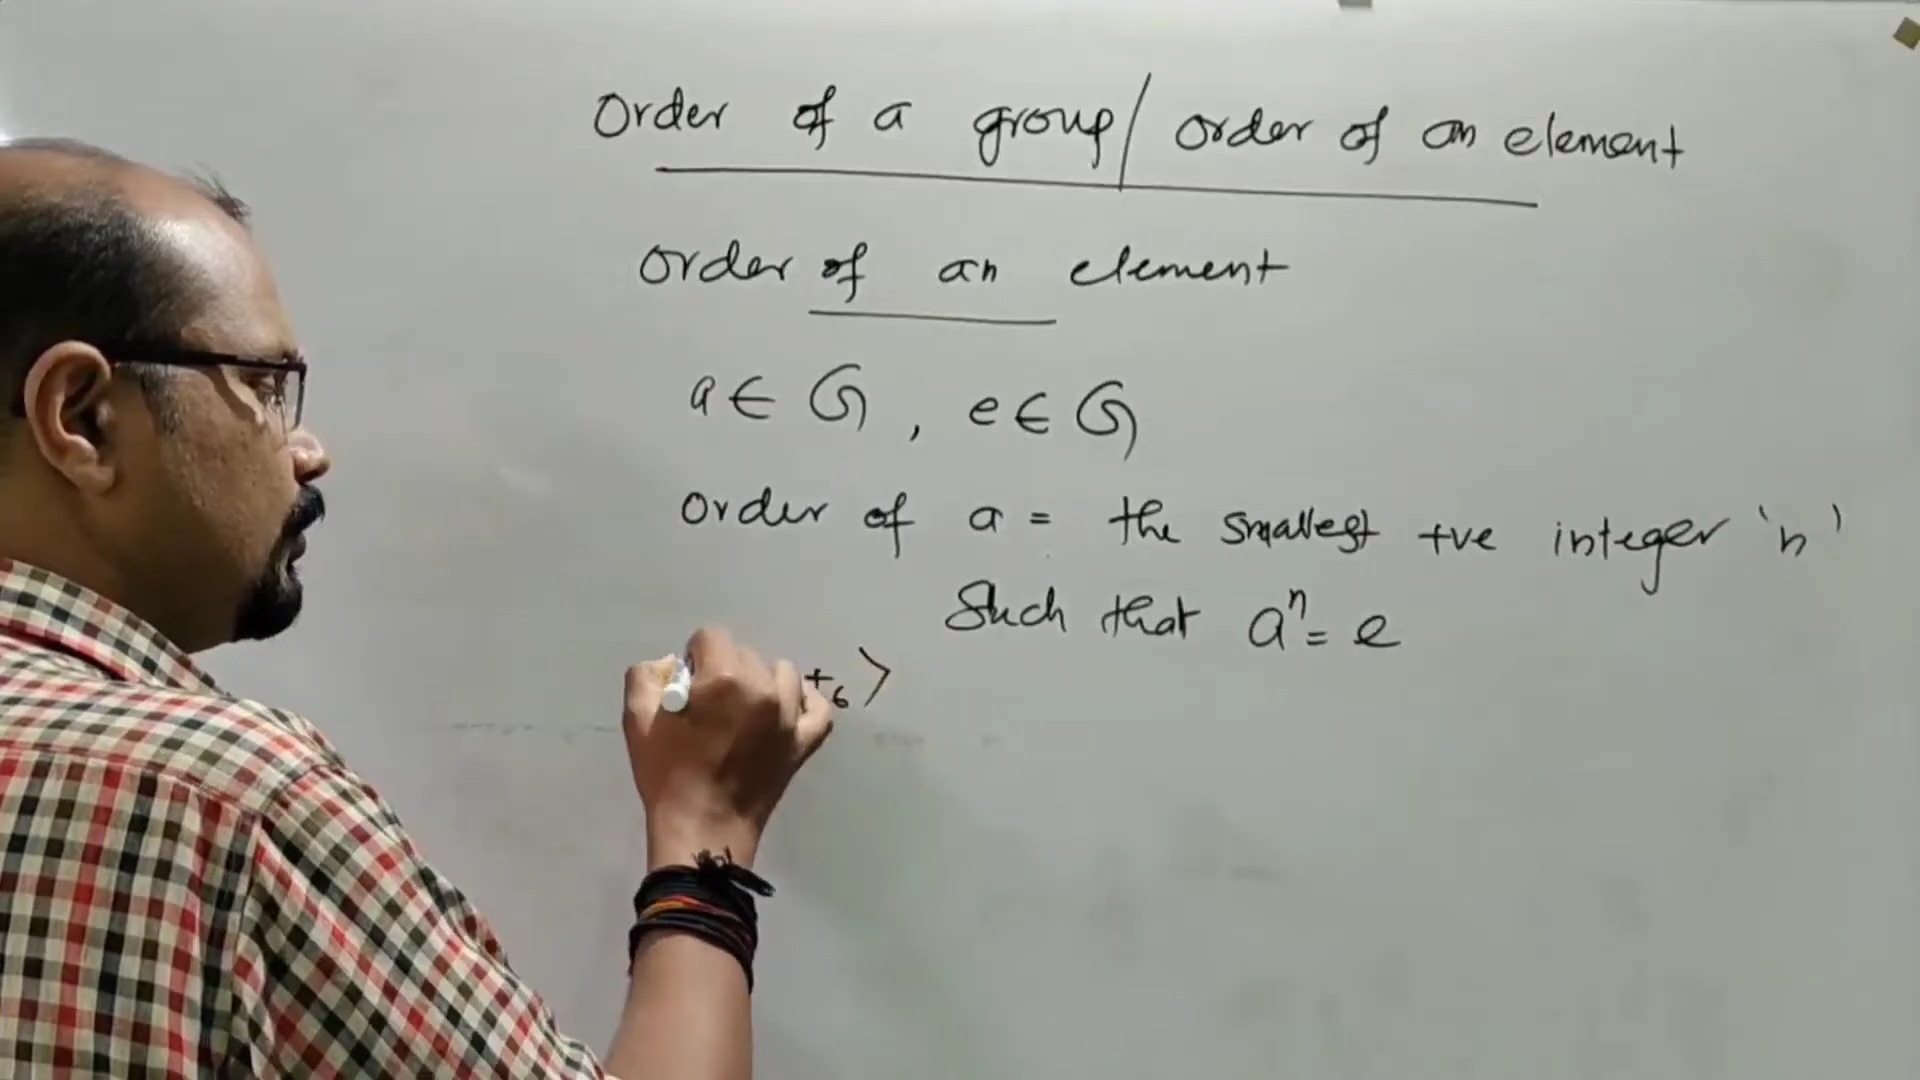 Order of a group/ order of an element
Order of an element
a ∈ G, e ∈ G
Order of a = the smallest +ve integer 'n'
Such that aⁿ = e
+₆ >